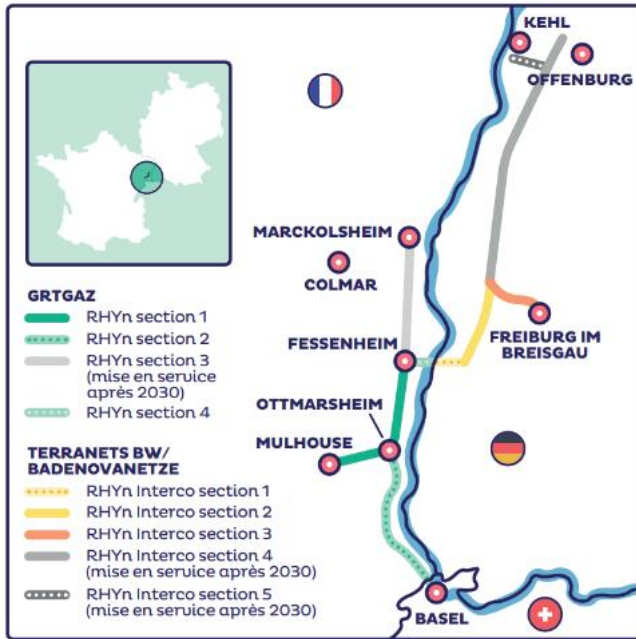 KEHL
OFFENBURG
MARCKOLSHEIM
COLMAR
FESSENHEIM
FREIBURG IM
BREISGAU
OTTMARSHEIM
MULHOUSE
BASEL
GRTGAZ
RHYn section 1
RHYn section 2
RHYn section 3
(mise en service
après 2030)
RHYn section 4
TERRANETS BW/
BADENOVANETZE
RHYn Interco section 1
RHYn Interco section 2
RHYn Interco section 3
RHYn Interco section 4
(mise en service après 2030)
RHYn Interco section 5
(mise en service après 2030)